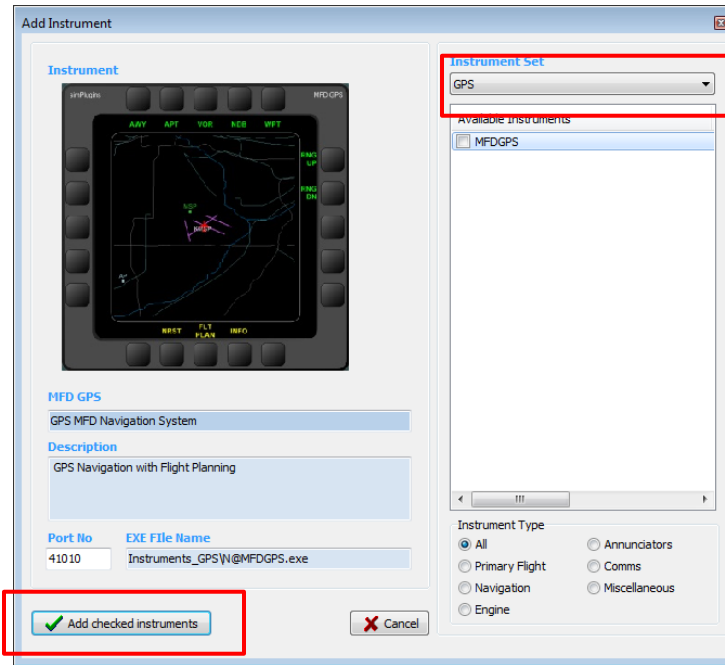 Add Instrument
Instrument
simPlugins MFD GPS
AWY APT VOR NDB WPT
RNG UP
RNG DN
MSP
Apt
NRST FLT PLAN INFO
MFD GPS
GPS MFD Navigation System
Description
GPS Navigation with Flight Planning
Port No EXE FIle Name
41010 Instruments_GPS\N@MFDGPS.exe
Add checked instruments
Cancel
Instrument Set
GPS
Available Instruments
MFDGPS
Instrument Type
All Annunciators
Primary Flight Comms
Navigation Miscellaneous
Engine